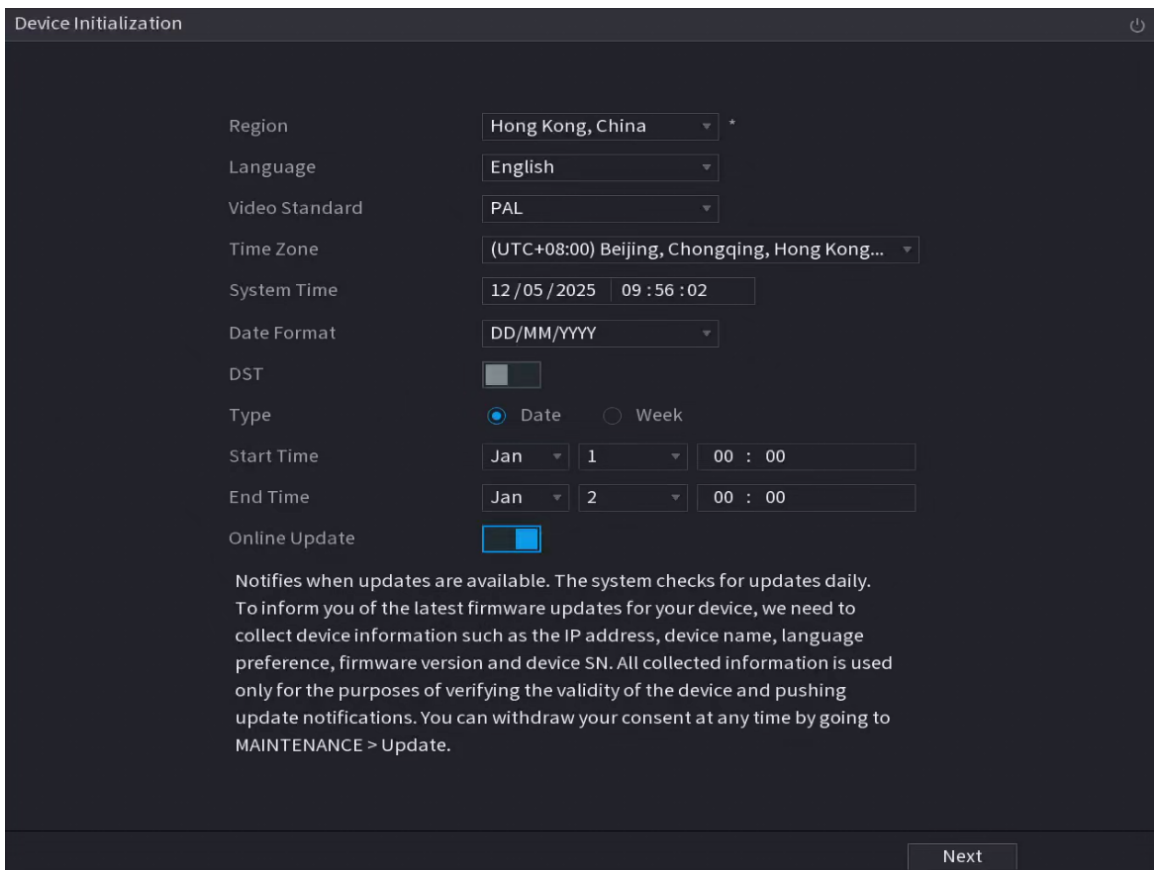 Device Initialization
Region Hong Kong, China *
Language English
Video Standard PAL
Time Zone (UTC+08:00) Beijing, Chongqing, Hong Kong...
System Time 12/05/2025 09:56:02
Date Format DD/MM/YYYY
DST
Type Date Week
Start Time Jan 1 00 : 00
End Time Jan 2 00 : 00
Online Update
Notifies when updates are available. The system checks for updates daily.
To inform you of the latest firmware updates for your device, we need to
collect device information such as the IP address, device name, language
preference, firmware version and device SN. All collected information is used
only for the purposes of verifying the validity of the device and pushing
update notifications. You can withdraw your consent at any time by going to
MAINTENANCE > Update.
Next